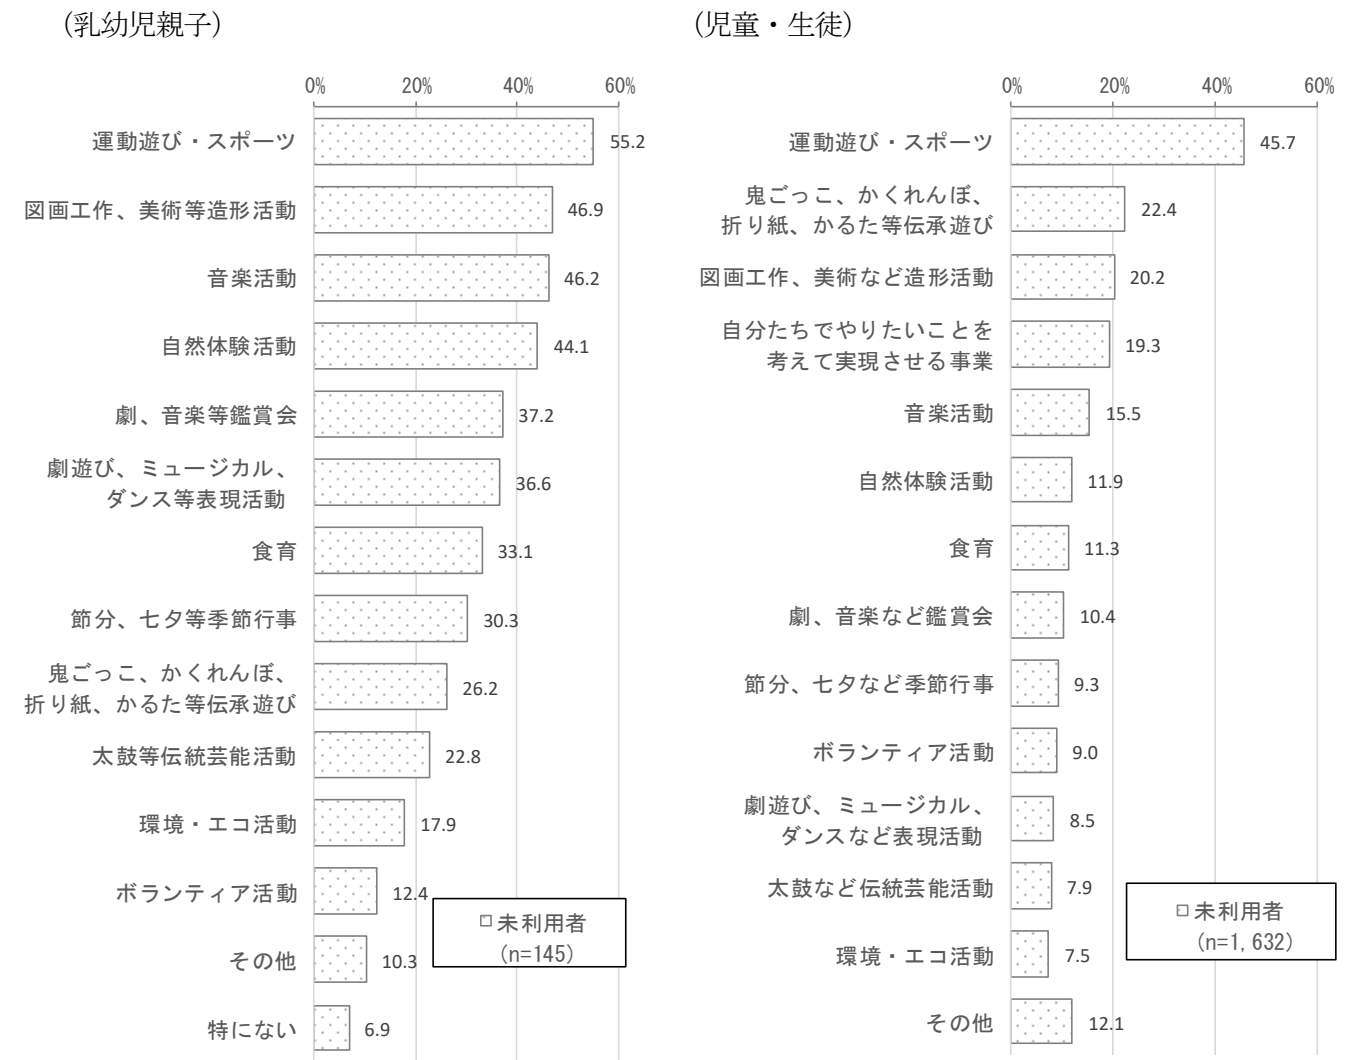 （乳幼児親子）
0% 20% 40% 60%
運動遊び・スポーツ 55.2
図画工作、美術等造形活動 46.9
音楽活動 46.2
自然体験活動 44.1
劇、音楽等鑑賞会 37.2
劇遊び、ミュージカル、
ダンス等表現活動 36.6
食育 33.1
節分、七夕等季節行事 30.3
鬼ごっこ、かくれんぼ、
折り紙、かるた等伝承遊び 26.2
太鼓等伝統芸能活動 22.8
環境・エコ活動 17.9
ボランティア活動 12.4
その他 10.3
特にない 6.9
未利用者
（n=145）
（児童・生徒）
0% 20% 40% 60%
運動遊び・スポーツ 45.7
鬼ごっこ、かくれんぼ、
折り紙、かるた等伝承遊び 22.4
図画工作、美術など造形活動 20.2
自分たちでやりたいことを
考えて実現させる事業 19.3
音楽活動 15.5
自然体験活動 11.9
食育 11.3
劇、音楽など鑑賞会 10.4
節分、七夕など季節行事 9.3
ボランティア活動 9.0
劇遊び、ミュージカル、
ダンスなど表現活動 8.5
太鼓など伝統芸能活動 7.9
環境・エコ活動 7.5
その他 12.1
未利用者
（n=1,632）